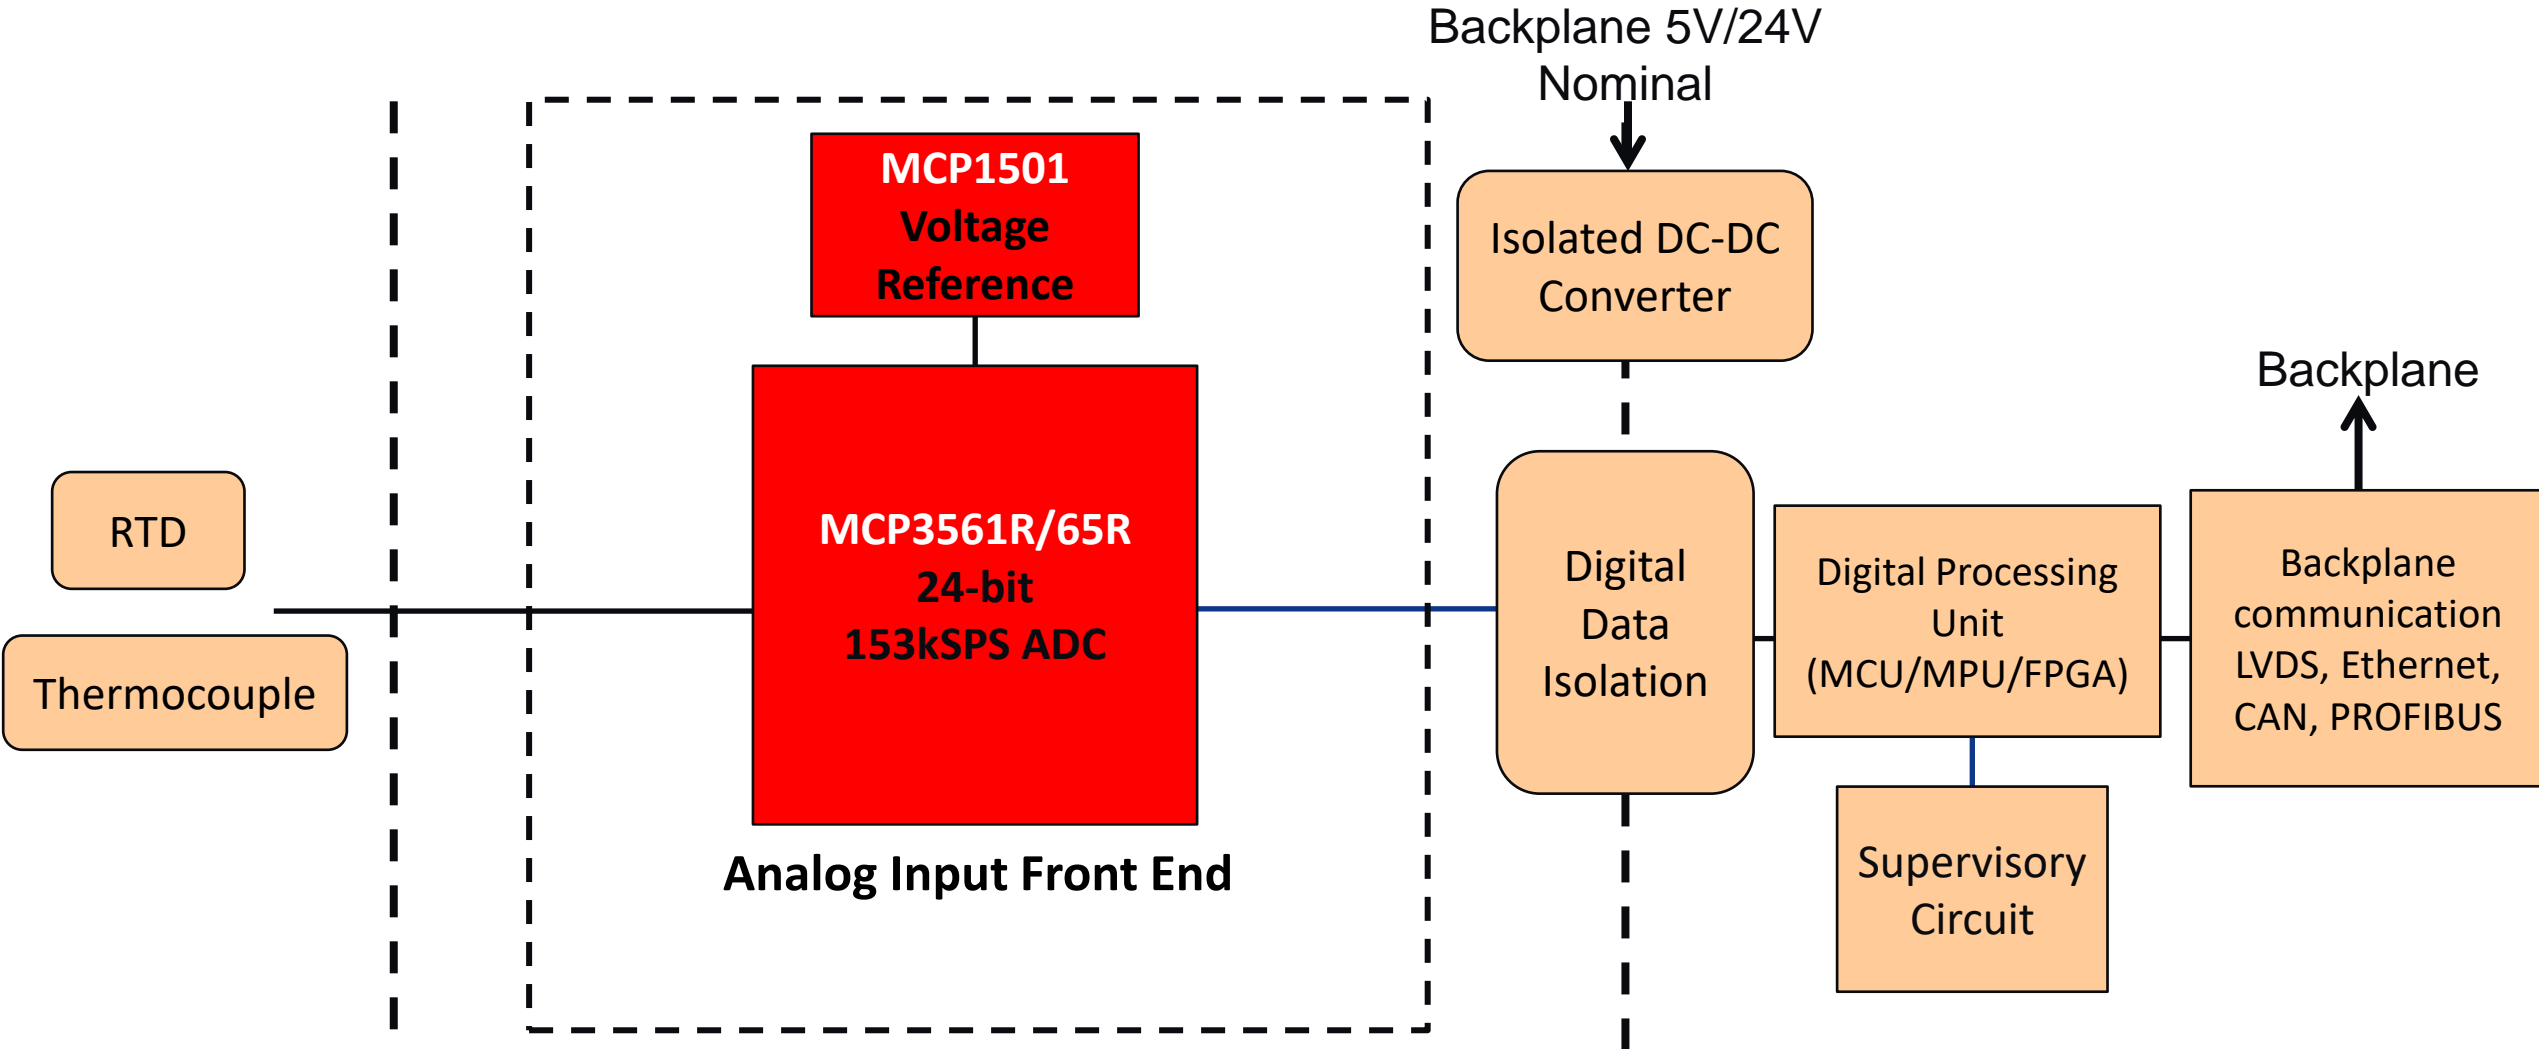 Backplane 5V/24V
Nominal
MCP1501
Voltage
Reference
Isolated DC-DC
Converter
Backplane
RTD
Thermocouple
MCP3561R/65R
24-bit
153kSPS ADC
Analog Input Front End
Digital
Data
Isolation
Digital Processing
Unit
(MCU/MPU/FPGA)
Backplane
communication
LVDS, Ethernet,
CAN, PROFIBUS
Supervisory
Circuit